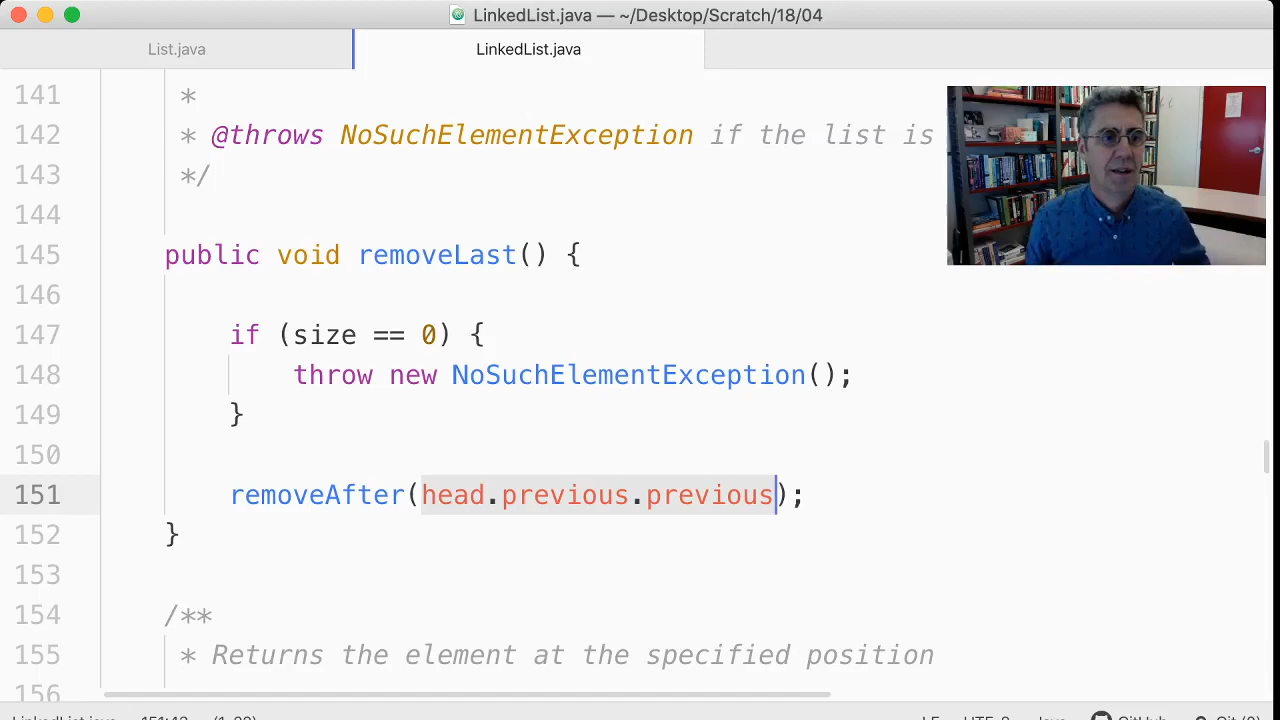 LinkedList.java — ~/Desktop/Scratch/18/04
List.java
LinkedList.java
141 *
142 * @throws NoSuchElementException if the list is
143 */
144
145 public void removeLast() {
146
147 if (size == 0) {
148 throw new NoSuchElementException();
149 }
150
151 removeAfter(head.previous.previous);
152 }
153
154 /**
155 * Returns the element at the specified position
156